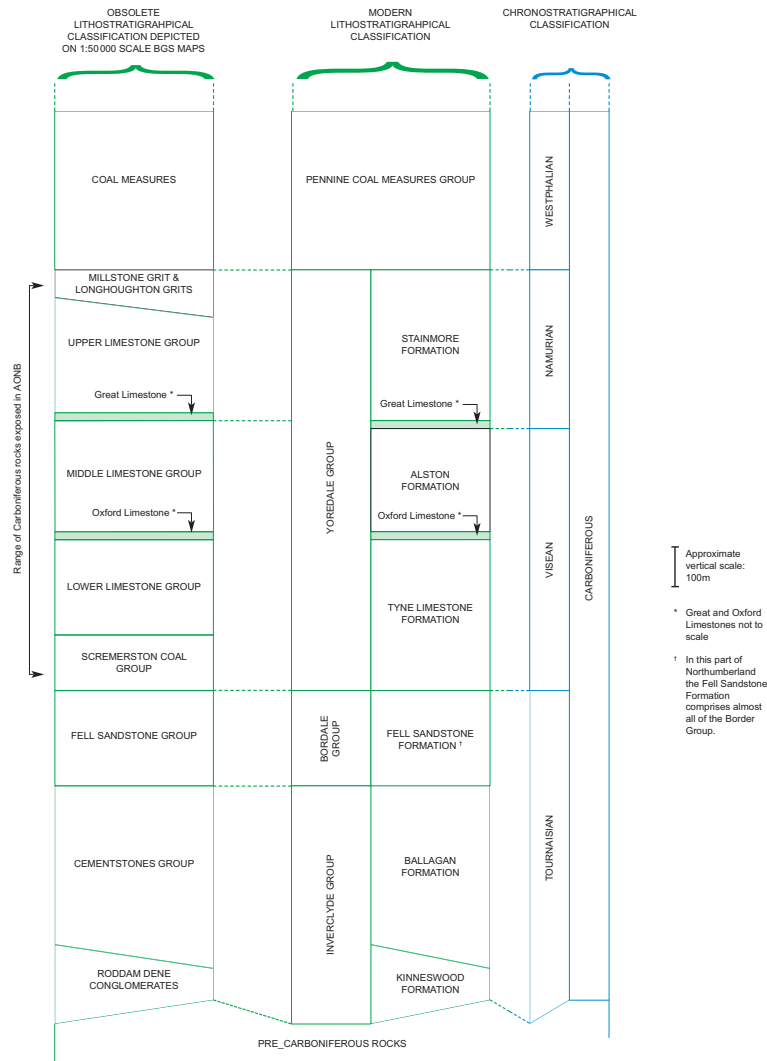 OBSOLETE
LITHOSTRATIGRAHPICAL
CLASSIFICATION DEPICTED
ON 1:50000 SCALE BGS MAPS
MODERN
LITHOSTRATIGRAHPICAL
CLASSIFICATION
CHRONOSTRATIGRAPHICAL
CLASSIFICATION
COAL MEASURES
MILLSTONE GRIT &
LONGHOUGHTON GRITS
UPPER LIMESTONE GROUP
Great Limestone *
MIDDLE LIMESTONE GROUP
Oxford Limestone *
LOWER LIMESTONE GROUP
SCREMERSTON COAL
GROUP
FELL SANDSTONE GROUP
CEMENTSTONES GROUP
RODDAM DENE
CONGLOMERATES
Range of Carboniferous rocks exposed in AONB
PENNINE COAL MEASURES GROUP
YOREDALE GROUP
BORDALE
GROUP
INVERCLYDE GROUP
STAINMORE
FORMATION
Great Limestone *
ALSTON
FORMATION
Oxford Limestone *
TYNE LIMESTONE
FORMATION
FELL SANDSTONE
FORMATION †
BALLAGAN
FORMATION
KINNESWOOD
FORMATION
WESTPHALIAN
NAMURIAN
VISEAN
TOURNAISIAN
CARBONIFEROUS
Approximate
vertical scale:
100m
* Great and Oxford
Limestones not to
scale
† In this part of
Northumberland
the Fell Sandstone
Formation
comprises almost
all of the Border
Group.
PRE_CARBONIFEROUS ROCKS